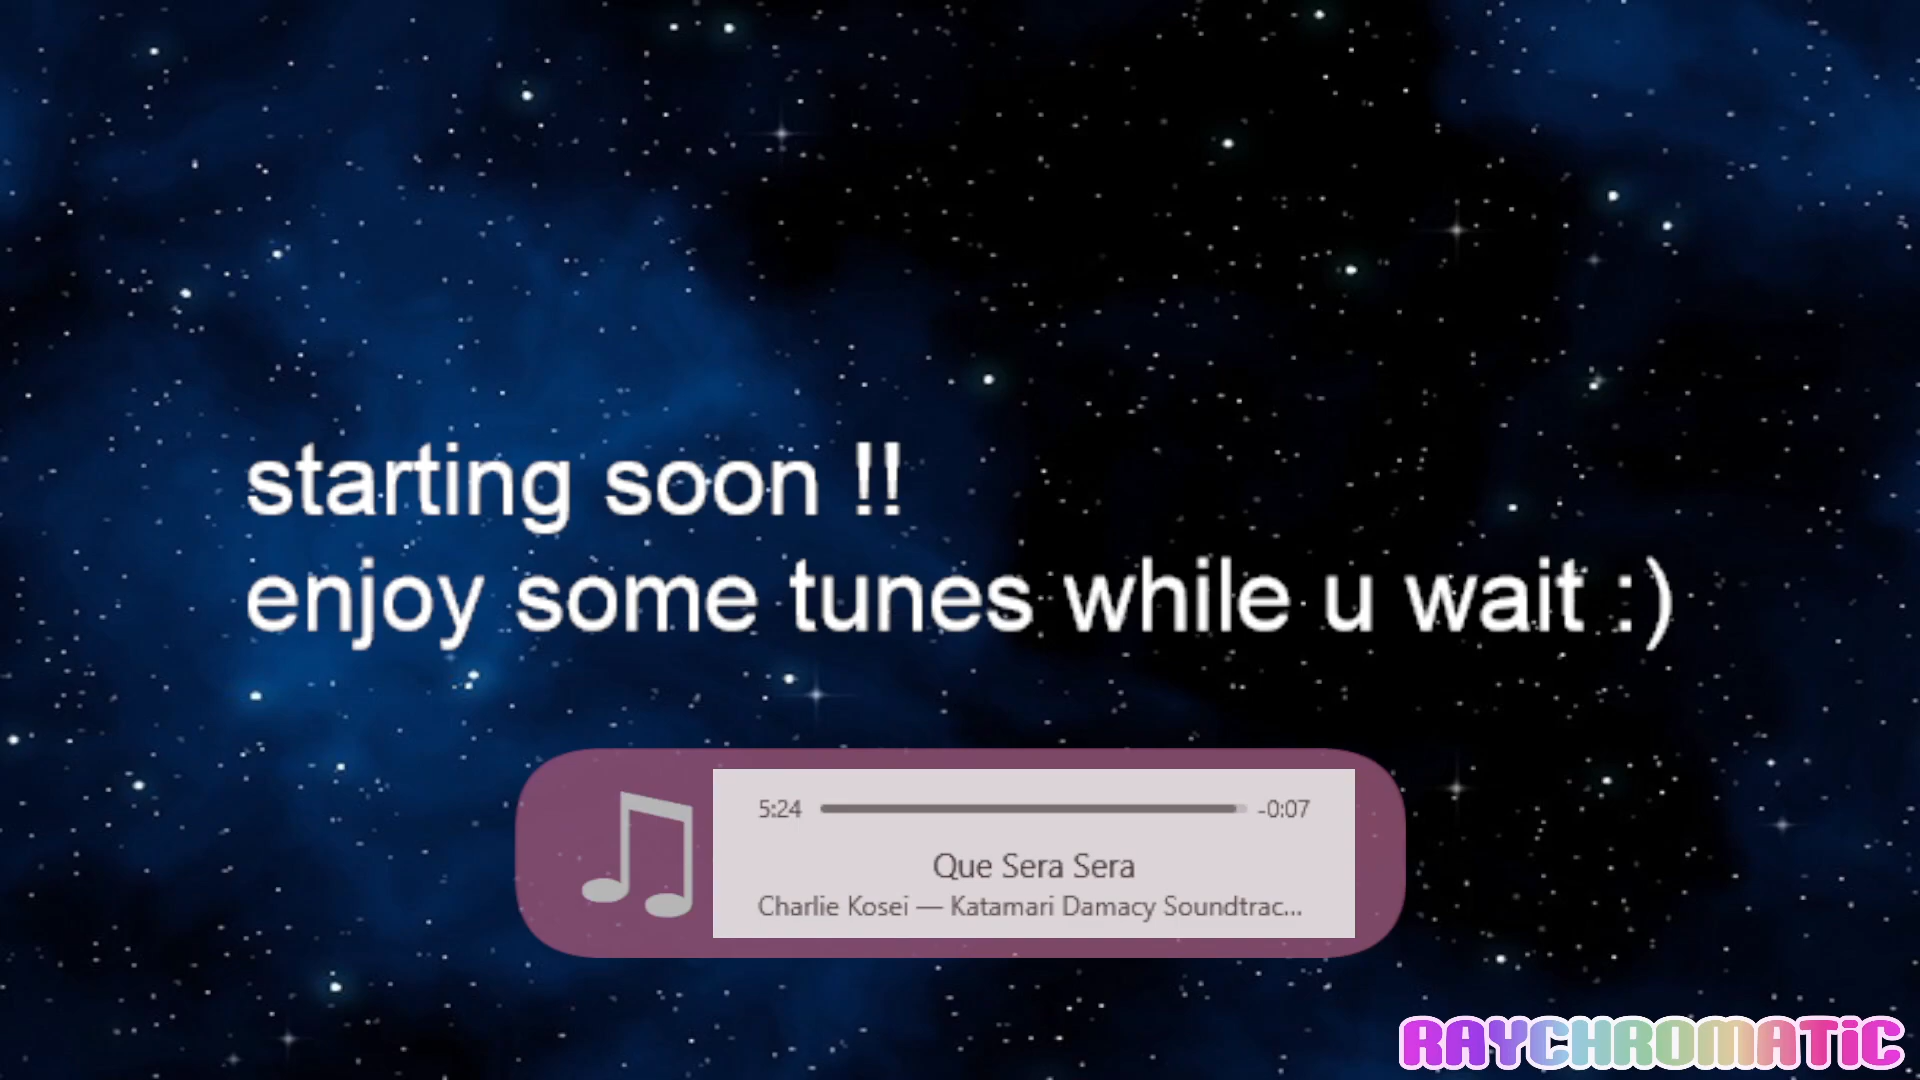 starting soon !!
enjoy some tunes while u wait :)
5:24 -0:07
Que Sera Sera
Charlie Kosei — Katamari Damacy Soundtrac...
RAYCHROMATiC